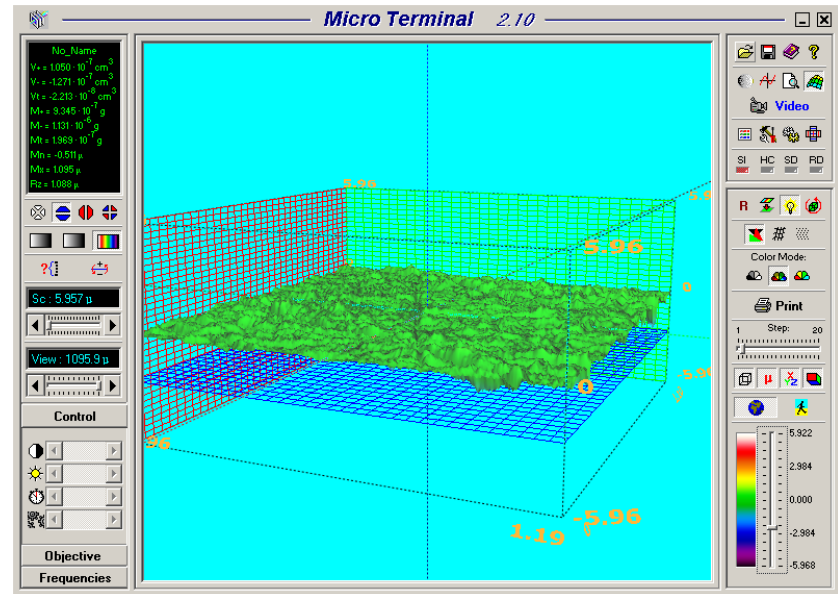 Micro Terminal 2.10
No_Name
V+ = 1.050 · 10⁻⁷ cm³
V- = -1.271 · 10⁻⁷ cm³
Vt = -2.213 · 10⁻⁸ cm³
M+ = 9.345 · 10⁻⁷ g
M- = 1.131 · 10⁻⁶ g
Mt = 1.969 · 10⁻⁷ g
Mn = -0.511 µ
Mx = 1.095 µ
Rz = 1.088 µ
Sc : 5.957 µ
View : 1095.9 µ
Control
Objective
Frequencies
5.96
5.96
0
0
-5.96
1.19
Video
SI HC SD RD
R
Color Mode:
Print
1 Step: 20
µ
5.922
2.984
0.000
-2.984
-5.968